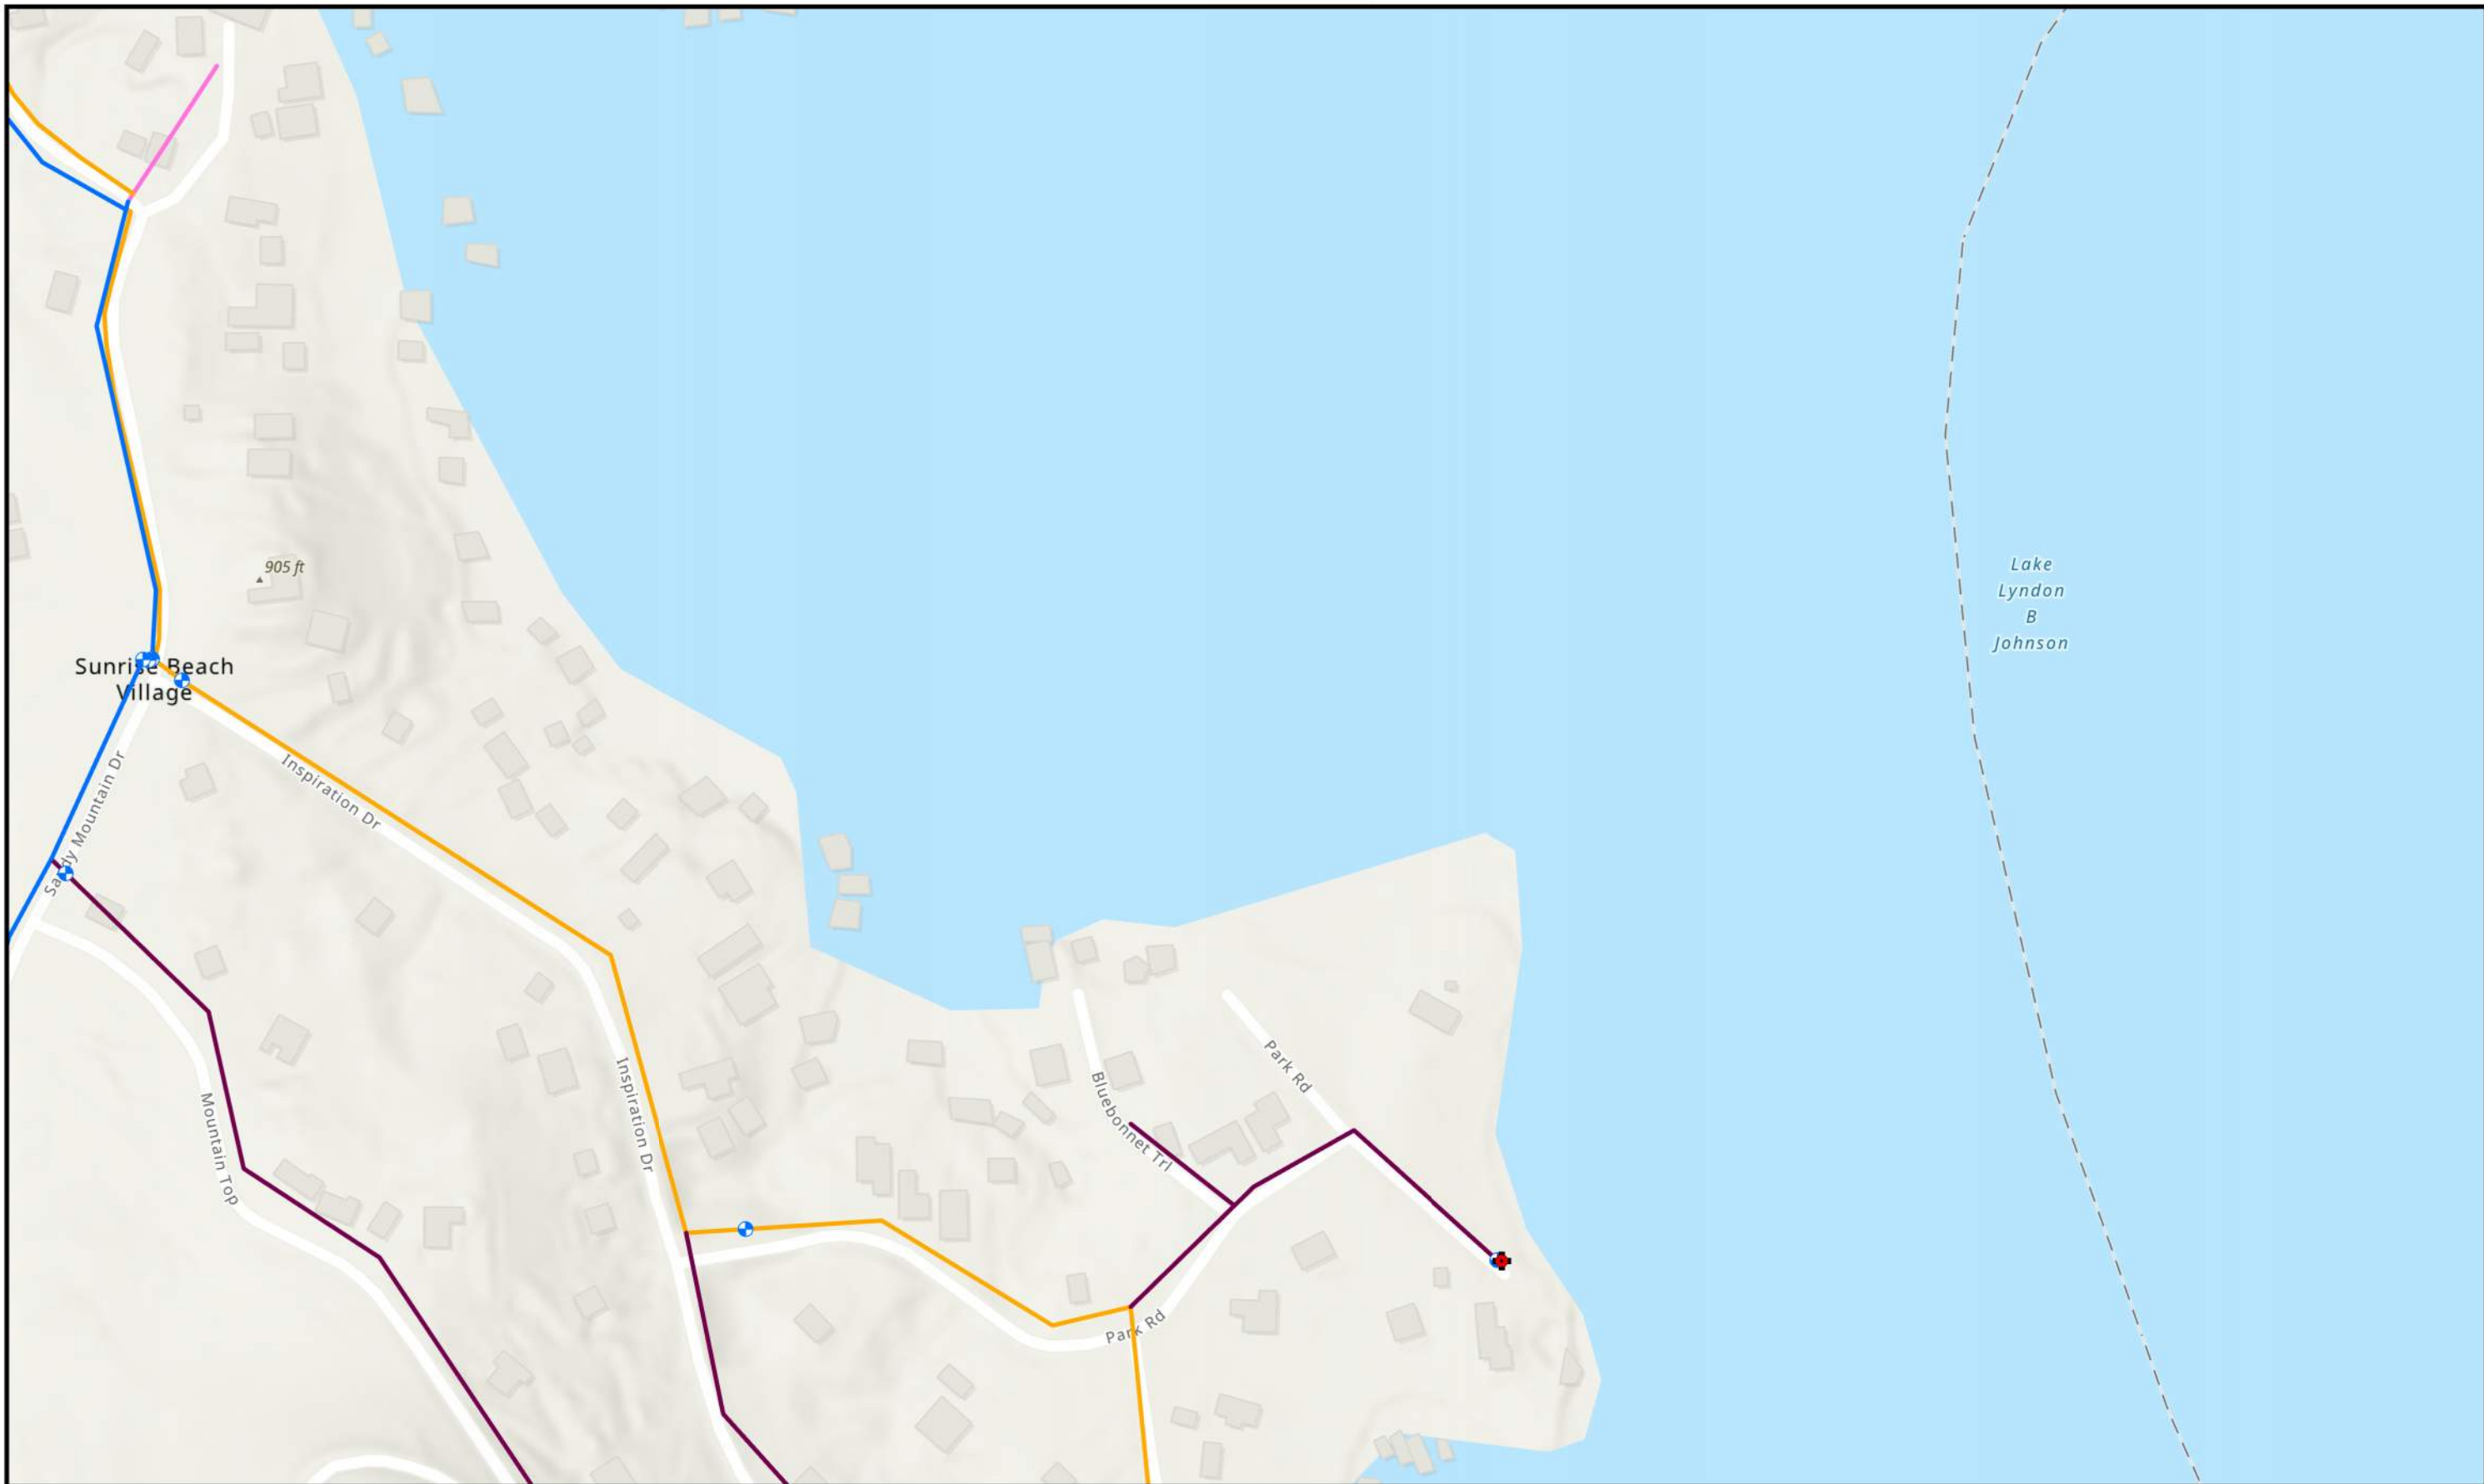 905 ft
Lake
Lyndon
B
Johnson
Sunrise Beach
Village
Sandy Mountain Dr
Inspiration Dr
Inspiration Dr
Mountain Top
Bluebonnet Trl
Park Rd
Park Rd